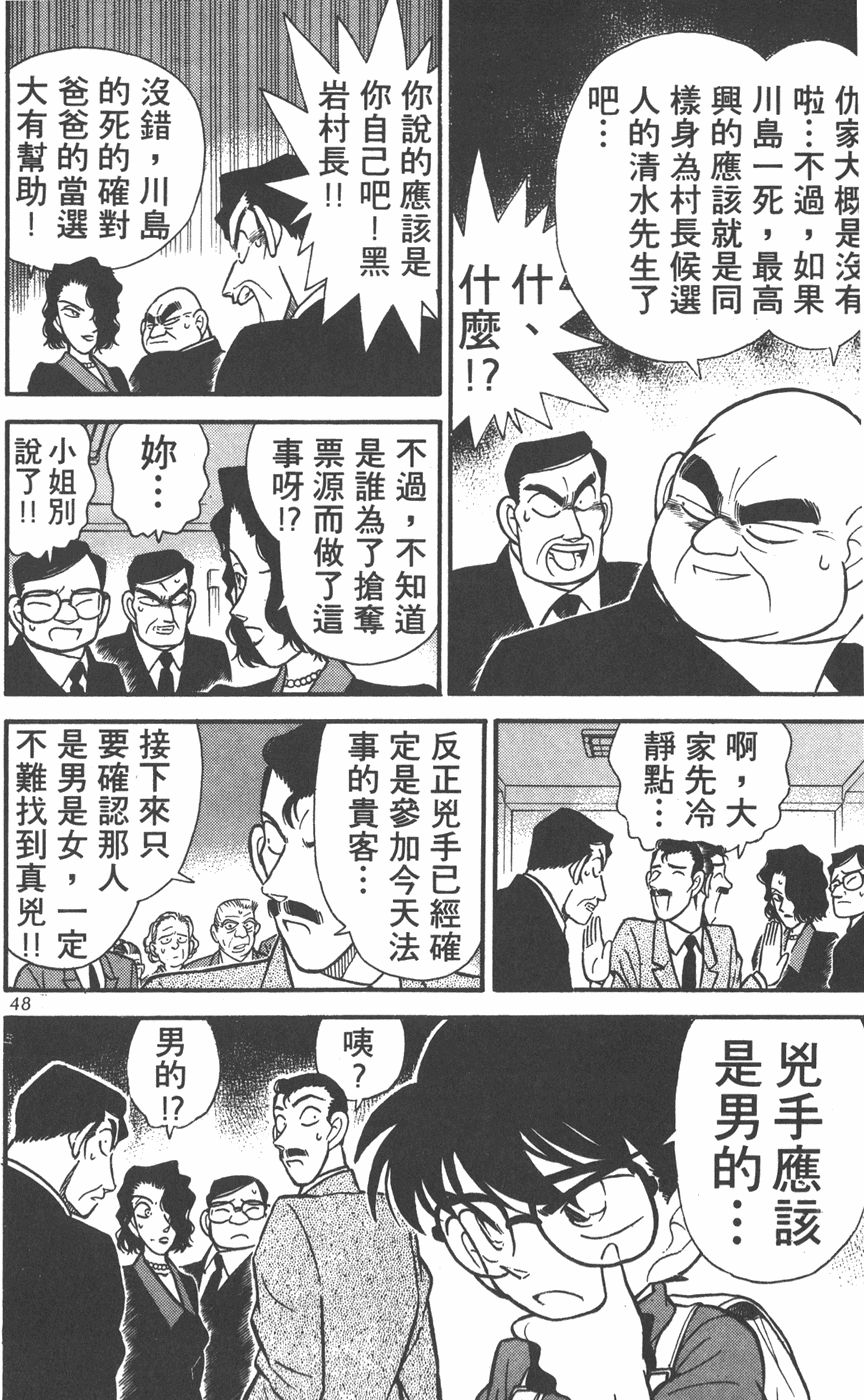 仇家大概是沒有
啦…不過，如果
川島一死，最高
興的應該就是同
樣身為村長候選
人的清水先生了
吧…
什、
什麼!?
你說的應該是
你自己吧！黑
岩村長!!
沒錯，川島
的死的確對
爸爸的當選
大有幫助！
不過，不知道
是誰為了搶奪
票源而做了這
事呀!?
妳…
小姐別
說了!!
啊，大
家先冷
靜點…
反正兇手已經確
定是參加今天法
事的貴客…
接下來只
要確認那人
是男是女，一定
不難找到真兇!!
48
兇手應該
是男的…
咦?
男的!?